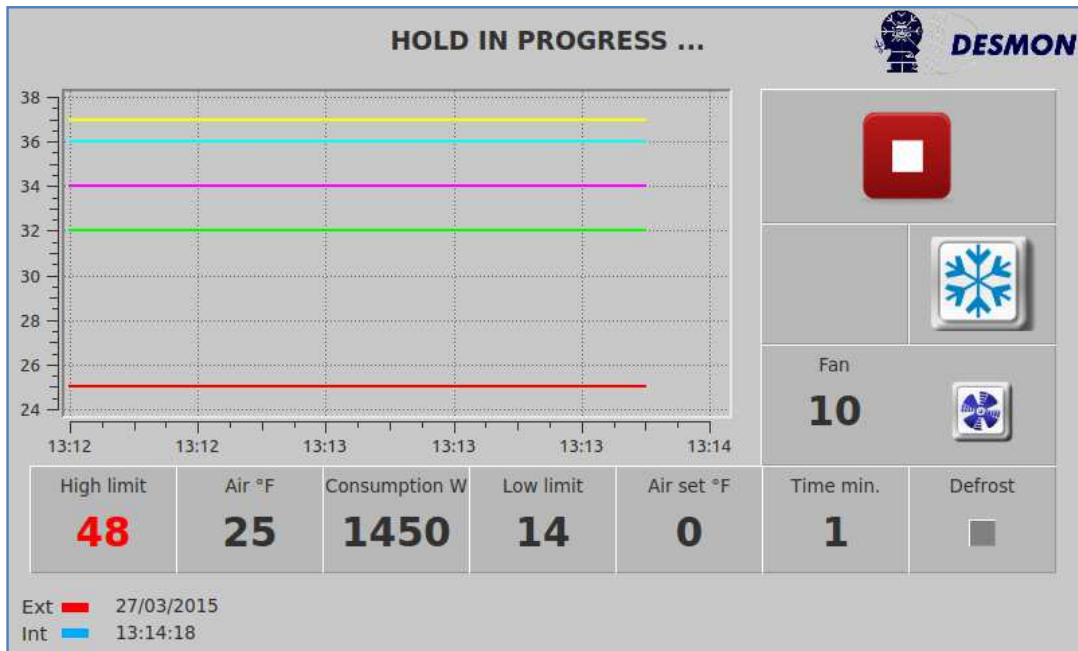 HOLD IN PROGRESS ...
DESMON
38
36
34
32
30
28
26
24
13:12 13:12 13:13 13:13 13:13 13:14
Fan
10
High limit Air °F Consumption W Low limit Air set °F Time min. Defrost
48 25 1450 14 0 1
Ext 27/03/2015
Int 13:14:18